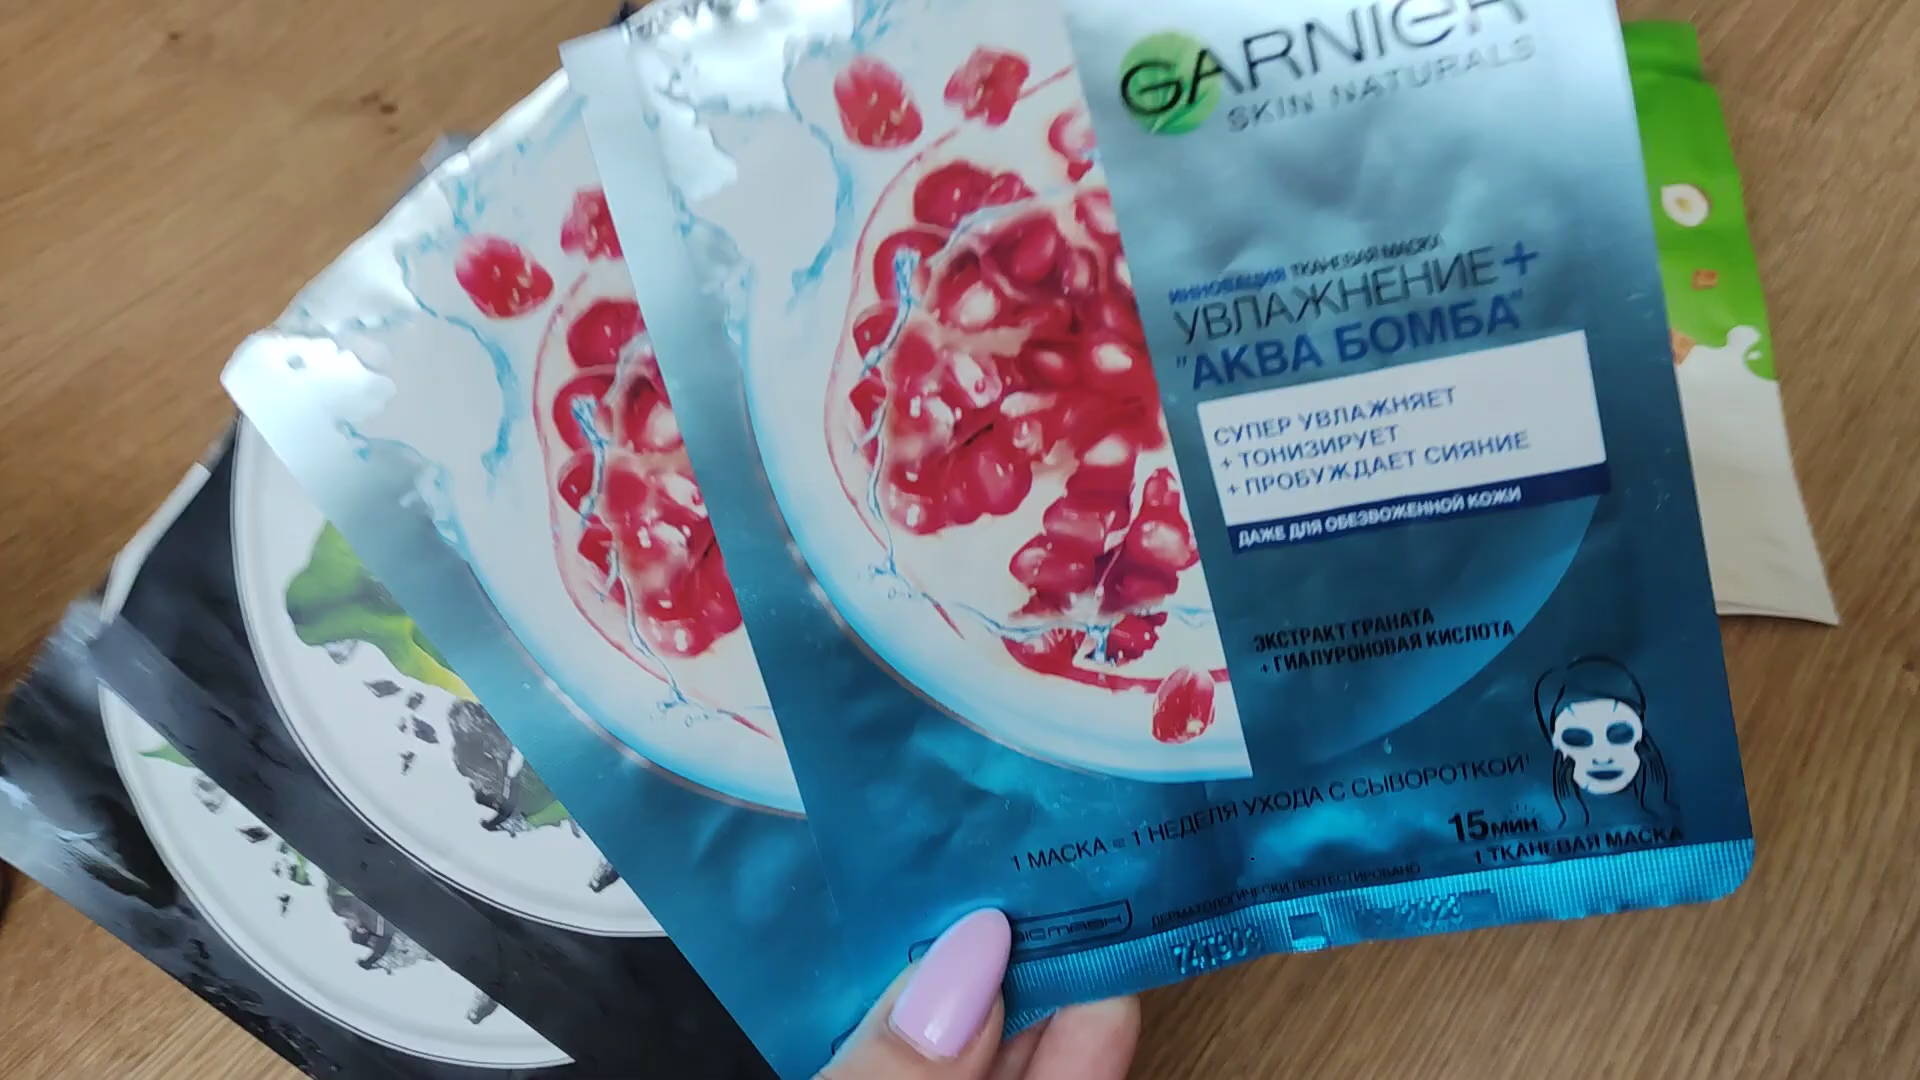 GARNIER
SKIN NATURALS
ИННОВАЦИЯ ТКАНЕВАЯ МАСКА
УВЛАЖНЕНИЕ+
"АКВА БОМБА"
СУПЕР УВЛАЖНЯЕТ
+ ТОНИЗИРУЕТ
+ ПРОБУЖДАЕТ СИЯНИЕ
ДАЖЕ ДЛЯ ОБЕЗВОЖЕННОЙ КОЖИ
ЭКСТРАКТ ГРАНАТА
+ ГИАЛУРОНОВАЯ КИСЛОТА
1 МАСКА = 1 НЕДЕЛЯ УХОДА С СЫВОРОТКОЙ¹
15 МИН
1 ТКАНЕВАЯ МАСКА
ДЕРМАТОЛОГИЧЕСКИ ПРОТЕСТИРОВАНО